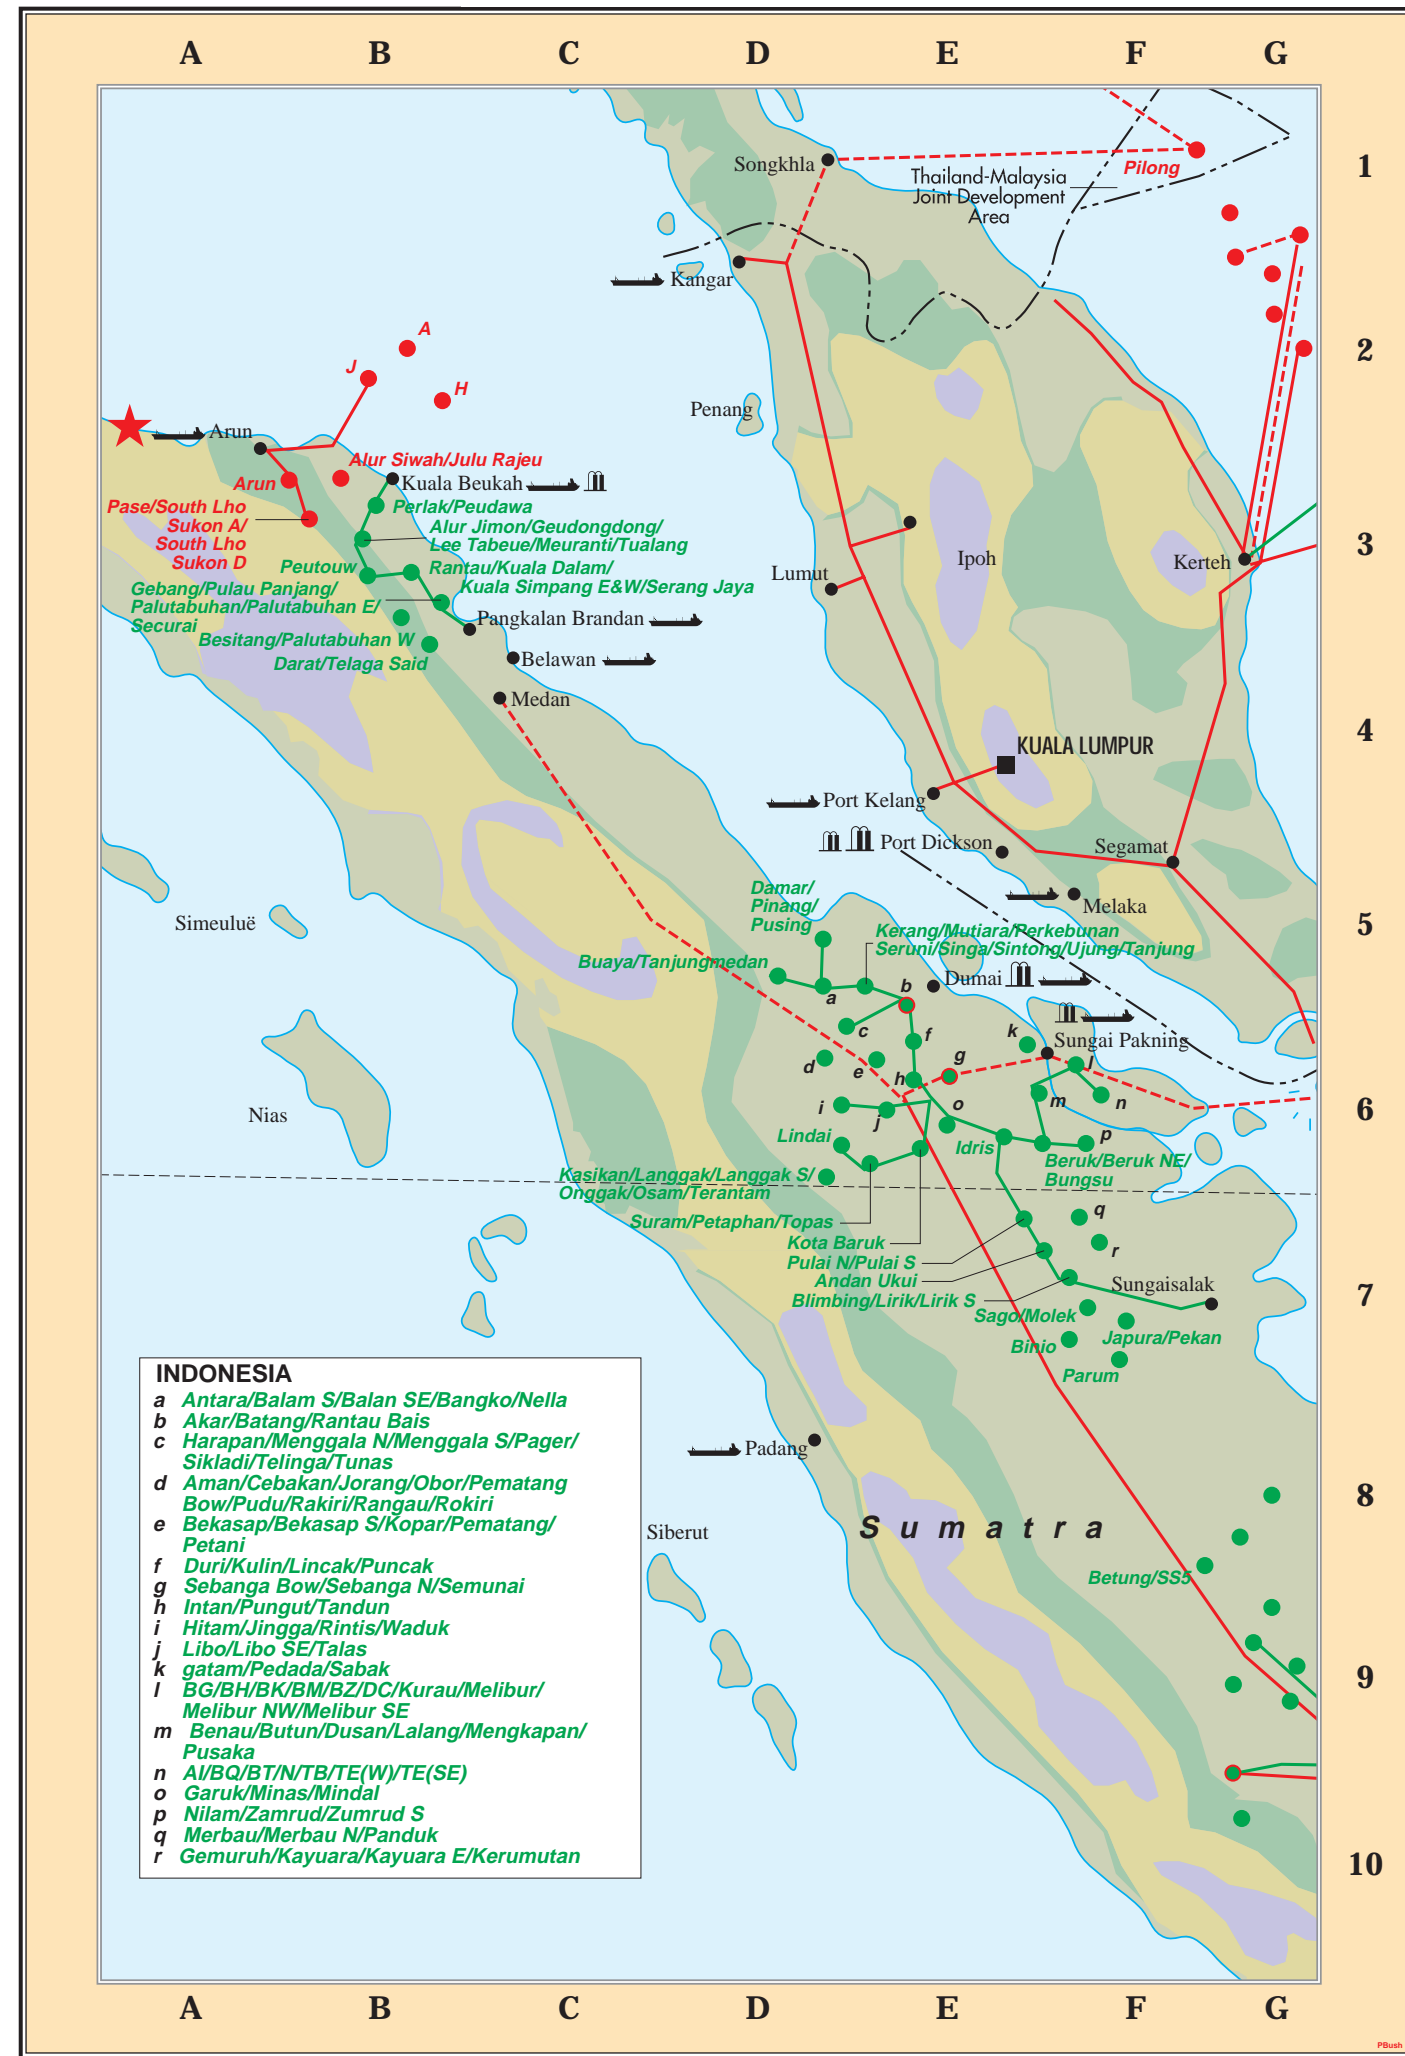 A B C D E F G
1
2
3
4
5
6
7
8
9
10
Songkhla
Pilong
Thailand-Malaysia
Joint Development
Area
Kangar
A
J
H
Penang
Arun
Alur Siwah/Julu Rajeu
Arun
Kuala Beukah
Pase/South Lho
Sukon A/
South Lho
Sukon D
Perlak/Peudawa
Alur Jimon/Geudongdong/
Lee Tabeue/Meuranti/Tualang
Peutouw
Rantau/Kuala Dalam/
Kuala Simpang E&W/Serang Jaya
Gebang/Pulau Panjang/
Palutabuhan/Palutabuhan E/
Securai
Besitang/Palutabuhan W
Darat/Telaga Said
Pangkalan Brandan
Belawan
Medan
Ipoh
Lumut
Kerteh
KUALA LUMPUR
Port Kelang
Port Dickson
Segamat
Melaka
Simeuluë
Damar/
Pinang/
Pusing
Kerang/Mutiara/Perkebunan
Seruni/Singa/Sintong/Ujung/Tanjung
Buaya/Tanjungmedan
Dumai
a
b
c
d
e
f
g
h
i
j
k
Sungai Pakning
l
m
n
o
p
Nias
Lindai
Idris
Beruk/Beruk NE/
Bungsu
Kasikan/Langgak/Langgak S/
Onggak/Osam/Terantam
Suram/Petaphan/Topas
Kota Baruk
Pulai N/Pulai S
Andan Ukui
Blimbing/Lirik/Lirik S
q
r
Sungaisalak
Sago/Molek
Japura/Pekan
Binio
Parum
Padang
Siberut
Sumatra
Betung/SS5
INDONESIA
a Antara/Balam S/Balan SE/Bangko/Nella
b Akar/Batang/Rantau Bais
c Harapan/Menggala N/Menggala S/Pager/
Sikladi/Telinga/Tunas
d Aman/Cebakan/Jorang/Obor/Pematang
Bow/Pudu/Rakiri/Rangau/Rokiri
e Bekasap/Bekasap S/Kopar/Pematang/
Petani
f Duri/Kulin/Lincak/Puncak
g Sebanga Bow/Sebanga N/Semunai
h Intan/Pungut/Tandun
i Hitam/Jingga/Rintis/Waduk
j Libo/Libo SE/Talas
k gatam/Pedada/Sabak
l BG/BH/BK/BM/BZ/DC/Kurau/Melibur/
Melibur NW/Melibur SE
m Benau/Butun/Dusan/Lalang/Mengkapan/
Pusaka
n AI/BQ/BT/N/TB/TE(W)/TE(SE)
o Garuk/Minas/Mindal
p Nilam/Zamrud/Zumrud S
q Merbau/Merbau N/Panduk
r Gemuruh/Kayuara/Kayuara E/Kerumutan
A B C D E F G
PBush